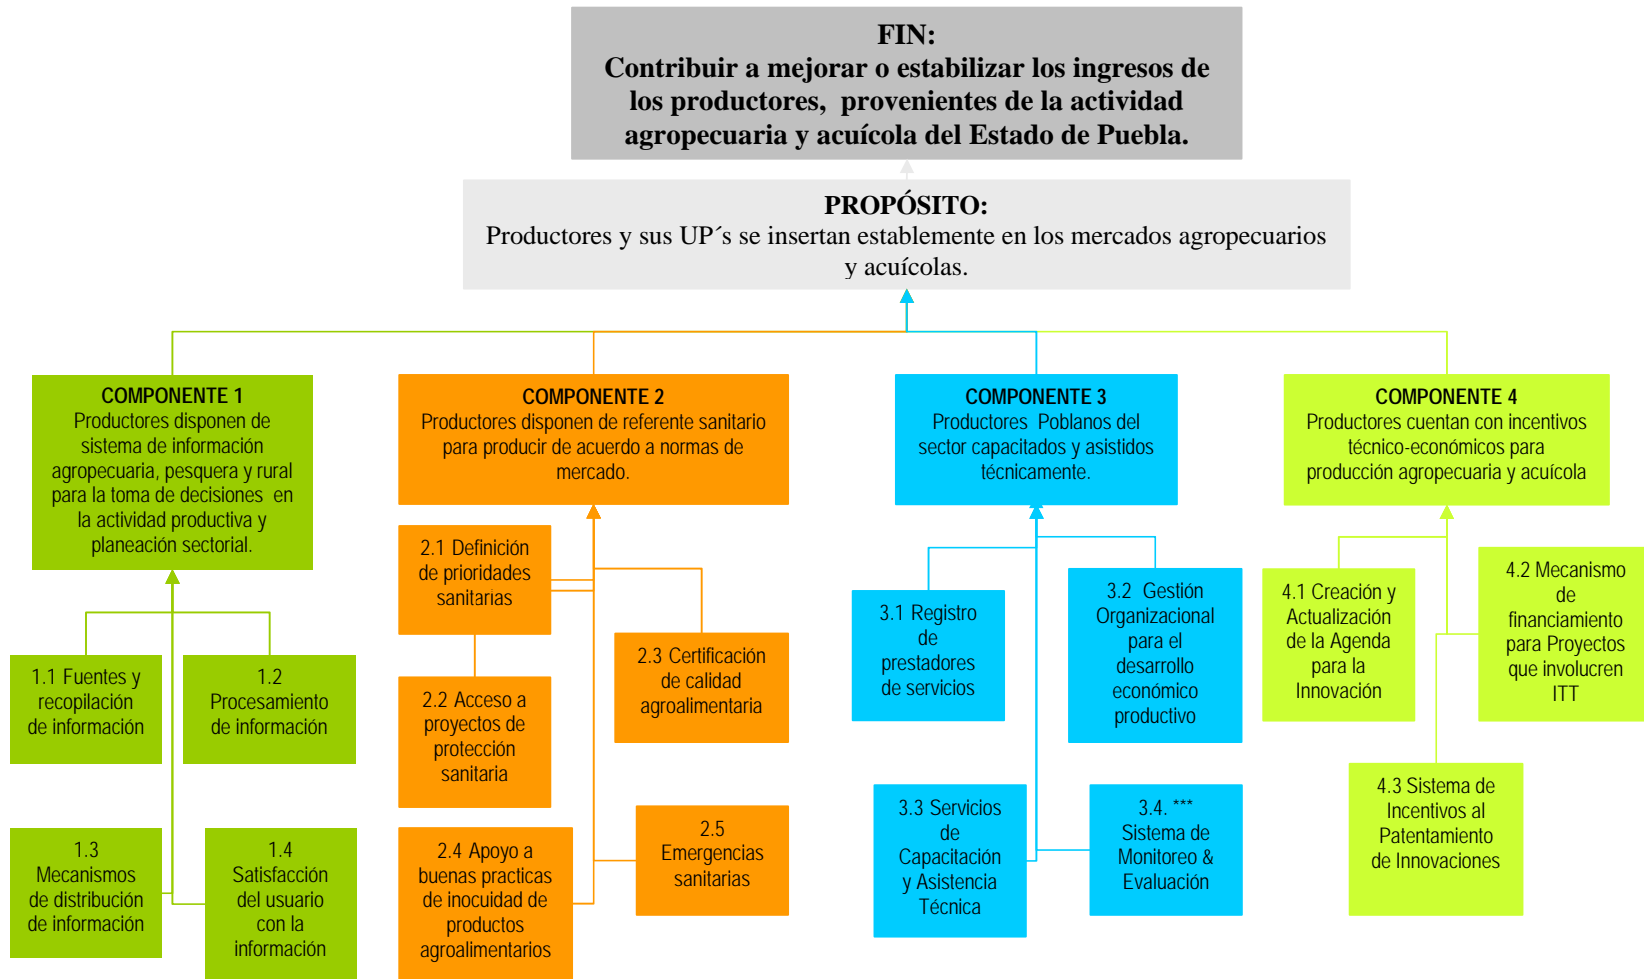 FIN:
Contribuir a mejorar o estabilizar los ingresos de
los productores, provenientes de la actividad
agropecuaria y acuícola del Estado de Puebla.
PROPÓSITO:
Productores y sus UP´s se insertan establemente en los mercados agropecuarios
y acuícolas.
COMPONENTE 1
Productores disponen de
sistema de información
agropecuaria, pesquera y rural
para la toma de decisiones en
la actividad productiva y
planeación sectorial.
COMPONENTE 2
Productores disponen de referente sanitario
para producir de acuerdo a normas de
mercado.
COMPONENTE 3
Productores Poblanos del
sector capacitados y asistidos
técnicamente.
COMPONENTE 4
Productores cuentan con incentivos
técnico-económicos para
producción agropecuaria y acuícola
1.1 Fuentes y
recopilación
de información
1.2
Procesamiento
de información
1.3
Mecanismos
de distribución
de información
1.4
Satisfacción
del usuario
con la
información
2.1 Definición
de prioridades
sanitarias
2.2 Acceso a
proyectos de
protección
sanitaria
2.3 Certificación
de calidad
agroalimentaria
2.4 Apoyo a
buenas practicas
de inocuidad de
productos
agroalimentarios
2.5
Emergencias
sanitarias
3.1 Registro
de
prestadores
de servicios
3.2 Gestión
Organizacional
para el
desarrollo
económico
productivo
3.3 Servicios
de
Capacitación
y Asistencia
Técnica
3.4. ***
Sistema de
Monitoreo &
Evaluación
4.1 Creación y
Actualización
de la Agenda
para la
Innovación
4.2 Mecanismo
de
financiamiento
para Proyectos
que involucren
ITT
4.3 Sistema de
Incentivos al
Patentamiento
de Innovaciones